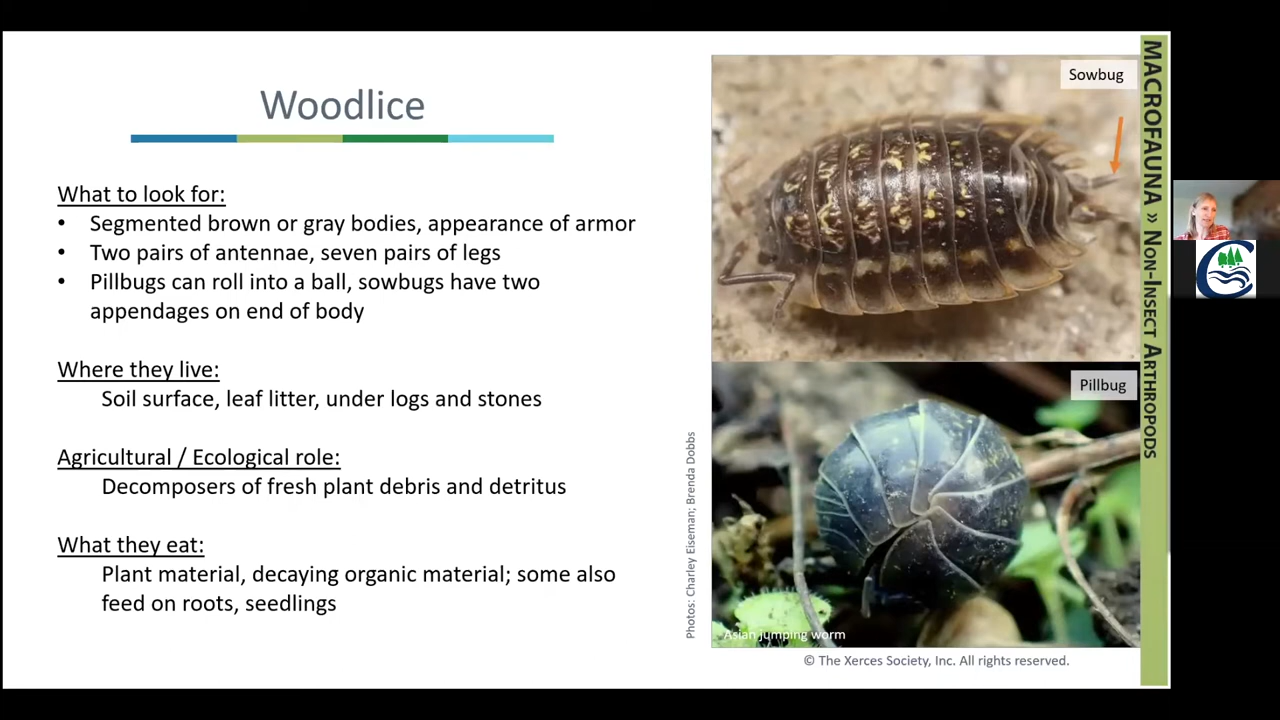 Woodlice
What to look for:
• Segmented brown or gray bodies, appearance of armor
• Two pairs of antennae, seven pairs of legs
• Pillbugs can roll into a ball, sowbugs have two
appendages on end of body
Where they live:
Soil surface, leaf litter, under logs and stones
Agricultural / Ecological role:
Decomposers of fresh plant debris and detritus
What they eat:
Plant material, decaying organic material; some also
feed on roots, seedlings
Photos: Charley Eiseman; Brenda Dobbs
Sowbug
Pillbug
Asian jumping worm
© The Xerces Society, Inc. All rights reserved.
MACROFAUNA » NON-INSECT ARTHROPODS